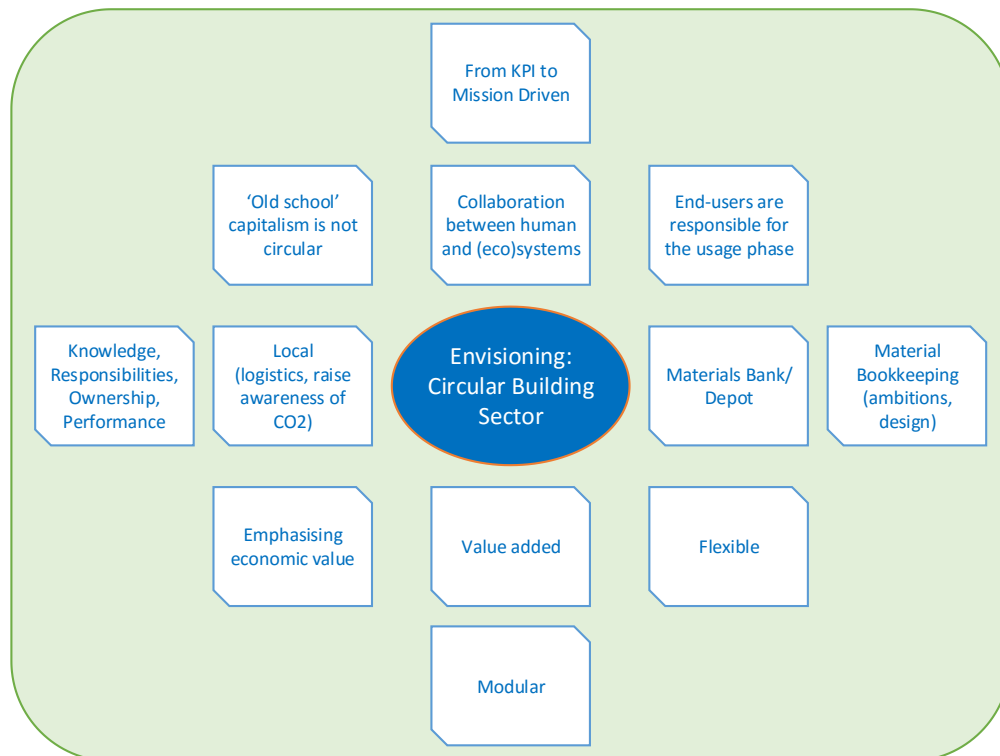 From KPI to
Mission Driven
‘Old school’
capitalism is not
circular
Collaboration
between human
and (eco)systems
End-users are
responsible for
the usage phase
Knowledge,
Responsibilities,
Ownership,
Performance
Local
(logistics, raise
awareness of
CO2)
Envisioning:
Circular Building
Sector
Materials Bank/
Depot
Material
Bookkeeping
(ambitions,
design)
Emphasising
economic value
Value added
Flexible
Modular